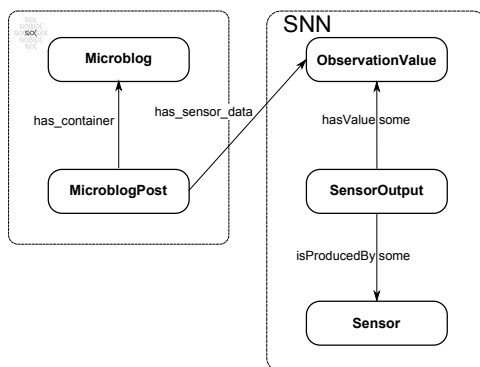 SNN
Microblog
ObservationValue
has_container
has_sensor_data
hasValue some
MicroblogPost
SensorOutput
isProducedBy some
Sensor